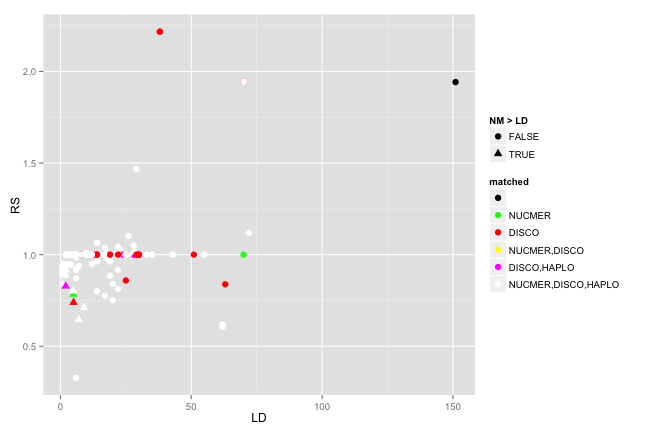 2.0
1.5
1.0
0.5
RS
0
50
100
150
LD
NM > LD
FALSE
TRUE
matched
NUCMER
DISCO
NUCMER,DISCO
DISCO,HAPLO
NUCMER,DISCO,HAPLO